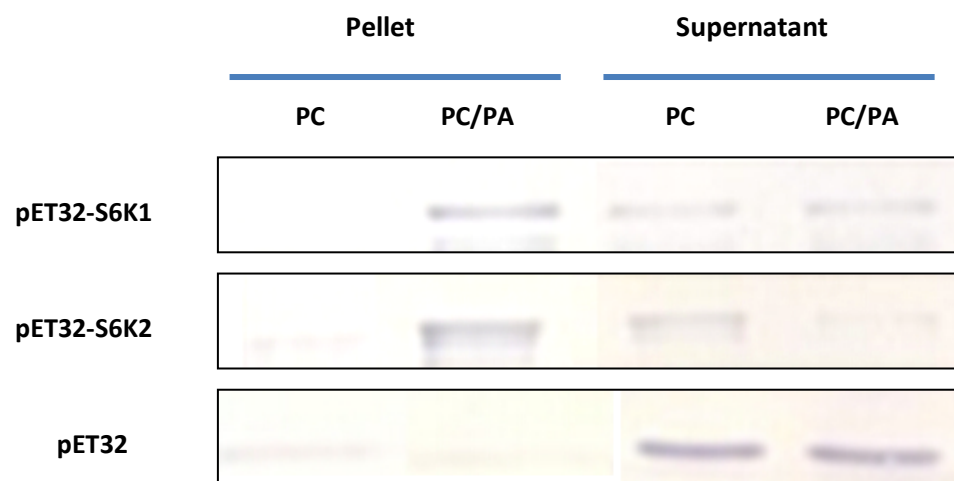 Pellet Supernatant
PC PC/PA PC PC/PA
pET32-S6K1
pET32-S6K2
pET32